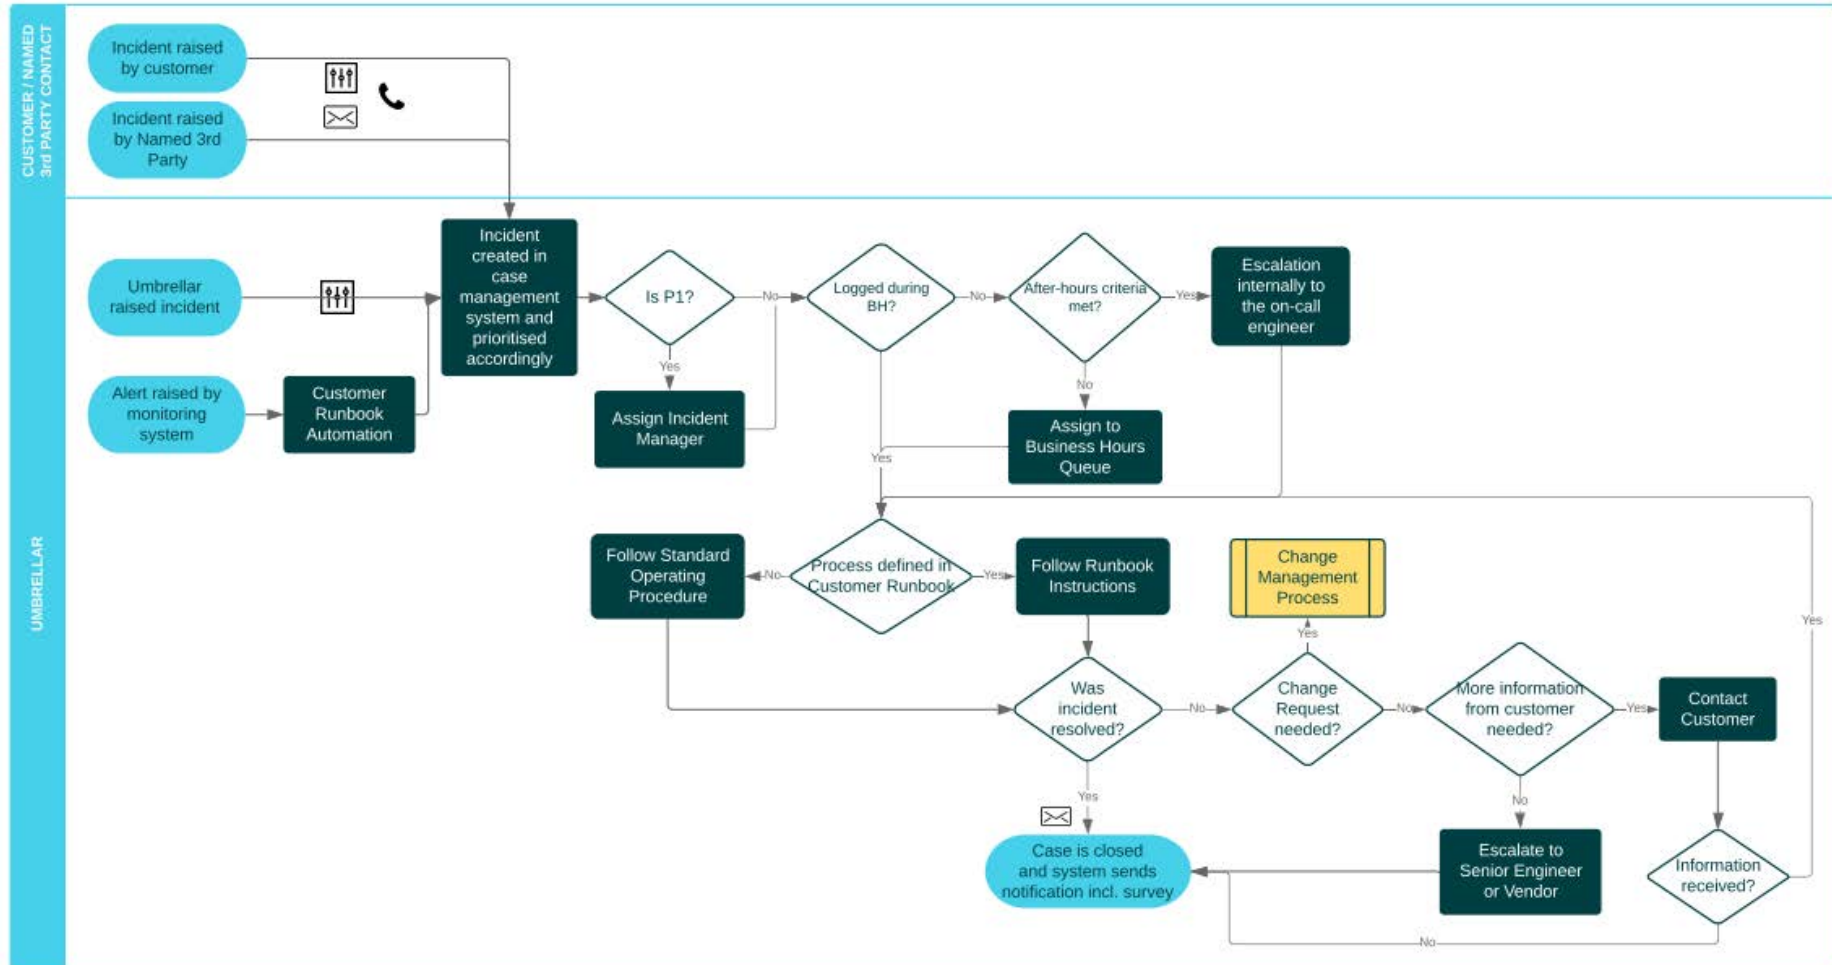 CUSTOMER / NAMED
3rd PARTY CONTACT
Incident raised
by customer
Incident raised
by Named 3rd
Party
UMBRELLAR
Umbrellar
raised incident
Alert raised by
monitoring
system
Customer
Runbook
Automation
Incident
created in
case
management
system and
prioritised
accordingly
Is P1?
No
Yes
Assign Incident
Manager
Logged during
BH?
No
Yes
After-hours criteria
met?
Yes
No
Escalation
internally to
the on-call
engineer
Assign to
Business Hours
Queue
Process defined in
Customer Runbook
No
Yes
Follow Standard
Operating
Procedure
Follow Runbook
Instructions
Change
Management
Process
Yes
Was
incident
resolved?
No
Yes
Change
Request
needed?
No
More information
from customer
needed?
Yes
No
Contact
Customer
Yes
Case is closed
and system sends
notification incl. survey
Escalate to
Senior Engineer
or Vendor
Information
received?
No